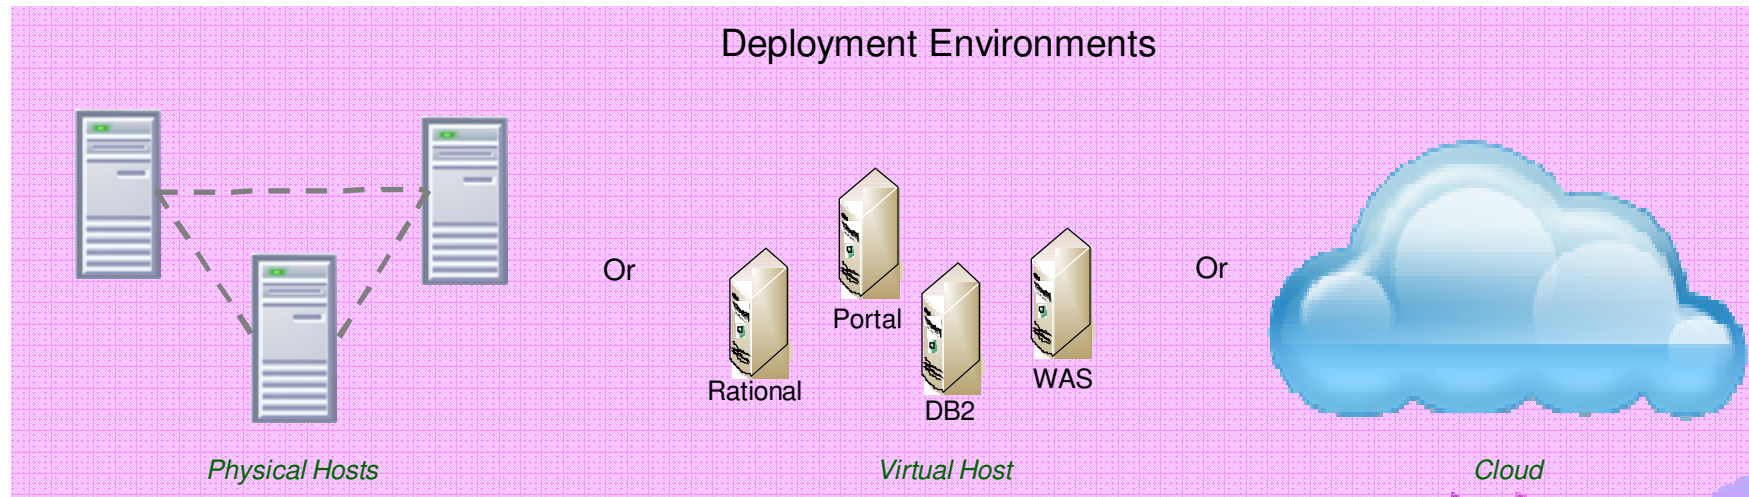 Deployment Environments
Or
Or
Portal
Rational
WAS
DB2
Physical Hosts
Virtual Host
Cloud